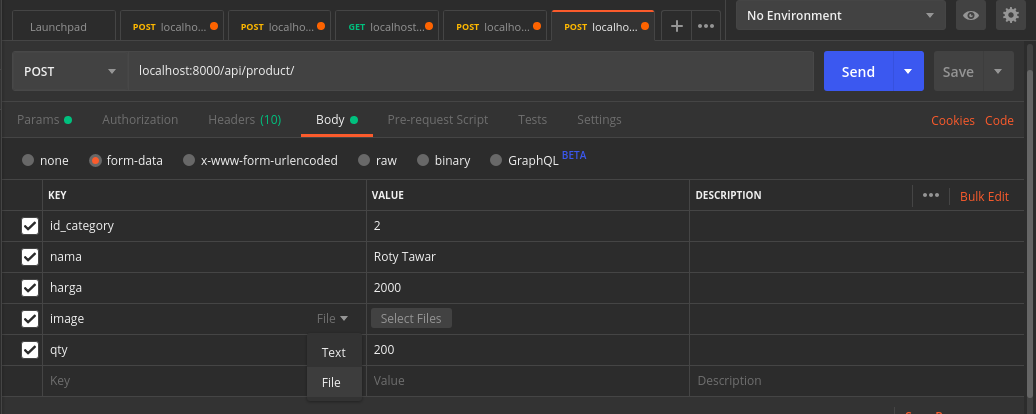 Launchpad POST localho... POST localho... GET localhost... POST localho... POST localho... + ••• No Environment
POST localhost:8000/api/product/ Send Save
Params Authorization Headers (10) Body Pre-request Script Tests Settings Cookies Code
none form-data x-www-form-urlencoded raw binary GraphQL BETA
KEY VALUE DESCRIPTION ••• Bulk Edit
id_category 2
nama Roty Tawar
harga 2000
image File Select Files
qty 200
Text
Key Value Description
File